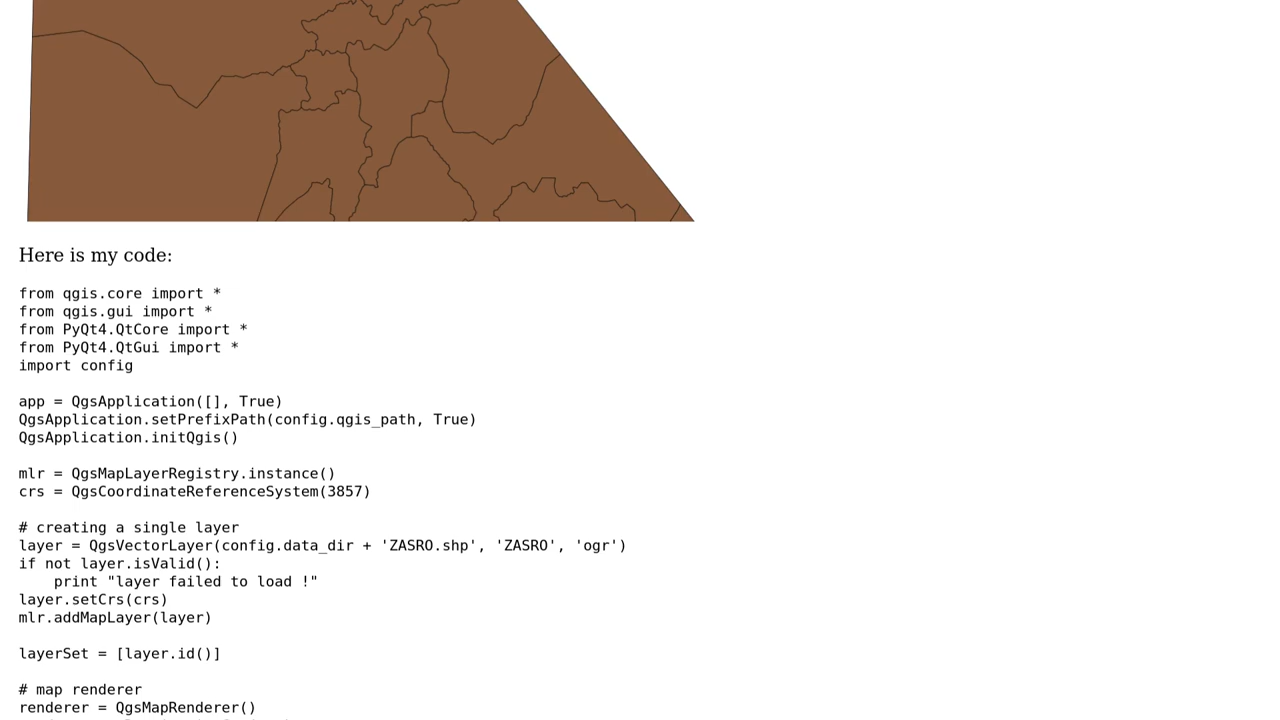 Here is my code:
from qgis.core import *
from qgis.gui import *
from PyQt4.QtCore import *
from PyQt4.QtGui import *
import config
app = QgsApplication([], True)
QgsApplication.setPrefixPath(config.qgis_path, True)
QgsApplication.initQgis()
mlr = QgsMapLayerRegistry.instance()
crs = QgsCoordinateReferenceSystem(3857)
# creating a single layer
layer = QgsVectorLayer(config.data_dir + 'ZASRO.shp', 'ZASRO', 'ogr')
if not layer.isValid():
    print "layer failed to load !"
layer.setCrs(crs)
mlr.addMapLayer(layer)
layerSet = [layer.id()]
# map renderer
renderer = QgsMapRenderer()